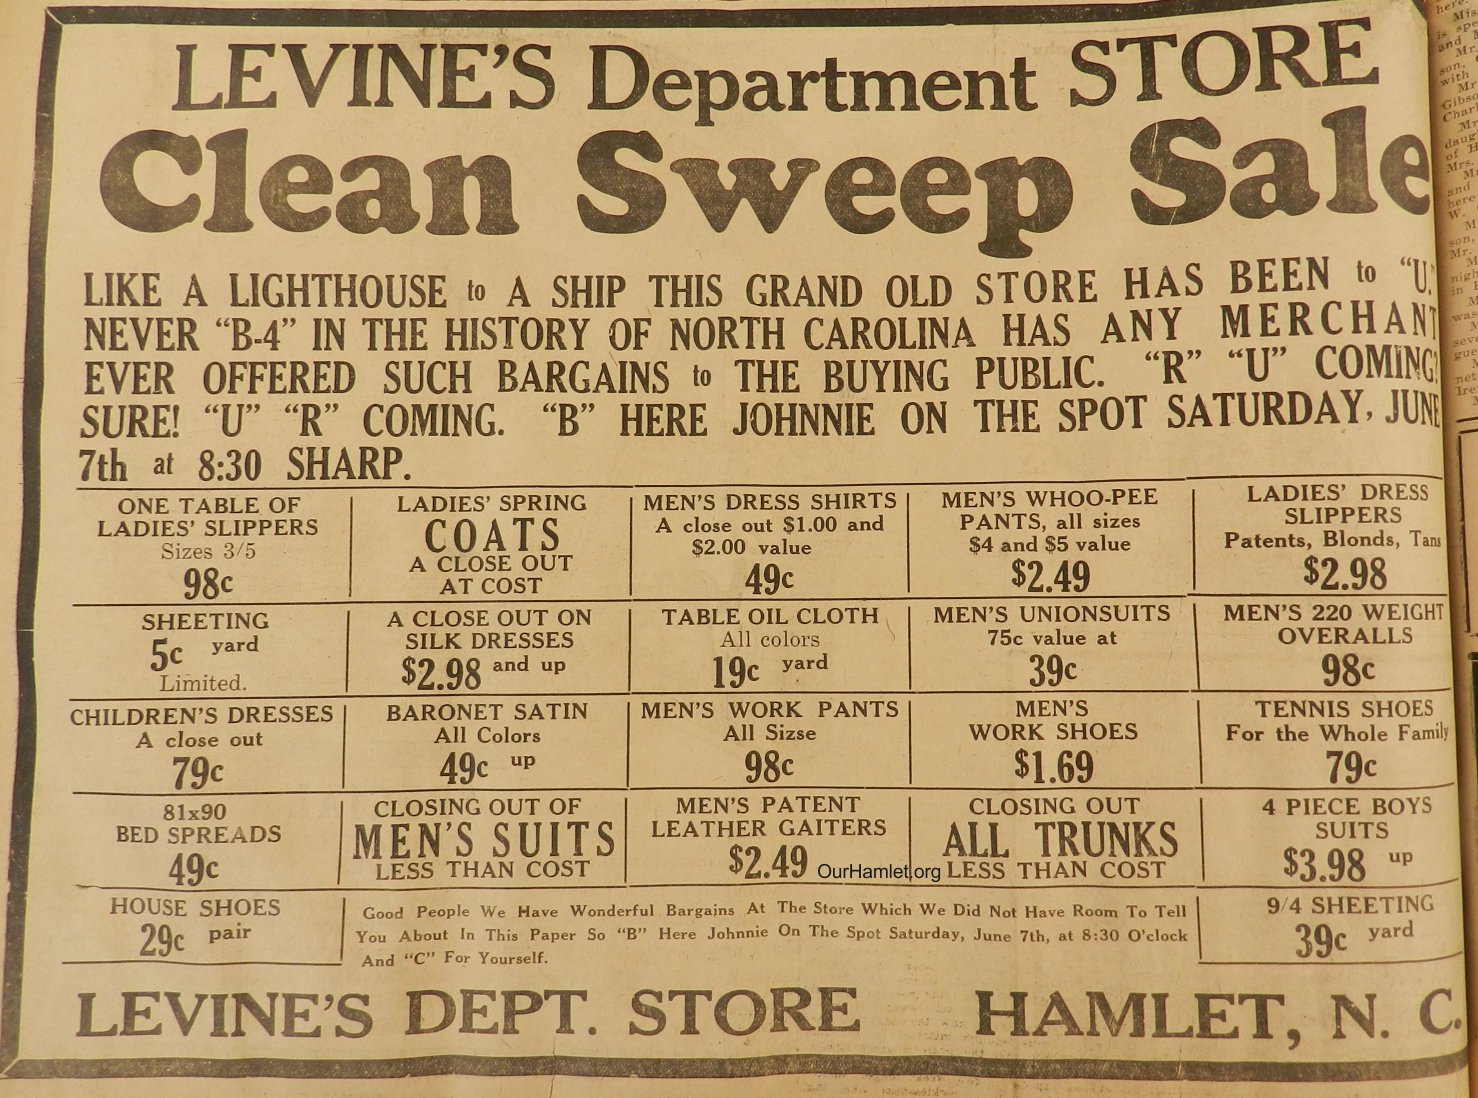 LEVINE'S Department STORE
Clean Sweep Sale
LIKE A LIGHTHOUSE to A SHIP THIS GRAND OLD STORE HAS BEEN to "U."
NEVER "B-4" IN THE HISTORY OF NORTH CAROLINA HAS ANY MERCHANT
EVER OFFERED SUCH BARGAINS to THE BUYING PUBLIC. "R" "U" COMING?
SURE! "U" "R" COMING. "B" HERE JOHNNIE ON THE SPOT SATURDAY, JUNE
7th at 8:30 SHARP.
ONE TABLE OF
LADIES' SLIPPERS
Sizes 3/5
98c
LADIES' SPRING
COATS
A CLOSE OUT
AT COST
MEN'S DRESS SHIRTS
A close out $1.00 and
$2.00 value
49c
MEN'S WHOO-PEE
PANTS, all sizes
$4 and $5 value
$2.49
LADIES' DRESS
SLIPPERS
Patents, Blonds, Tans
$2.98
SHEETING
5c yard
Limited.
A CLOSE OUT ON
SILK DRESSES
$2.98 and up
TABLE OIL CLOTH
All colors
19c yard
MEN'S UNIONSUITS
75c value at
39c
MEN'S 220 WEIGHT
OVERALLS
98c
CHILDREN'S DRESSES
A close out
79c
BARONET SATIN
All Colors
49c up
MEN'S WORK PANTS
All Sizse
98c
MEN'S
WORK SHOES
$1.69
TENNIS SHOES
For the Whole Family
79c
81x90
BED SPREADS
49c
CLOSING OUT OF
MEN'S SUITS
LESS THAN COST
MEN'S PATENT
LEATHER GAITERS
$2.49
OurHamlet.org
CLOSING OUT
ALL TRUNKS
LESS THAN COST
4 PIECE BOYS
SUITS
$3.98 up
HOUSE SHOES
29c pair
Good People We Have Wonderful Bargains At The Store Which We Did Not Have Room To Tell
You About In This Paper So "B" Here Johnnie On The Spot Saturday, June 7th, at 8:30 O'clock
And "C" For Yourself.
9/4 SHEETING
39c yard
LEVINE'S DEPT. STORE HAMLET, N. C.